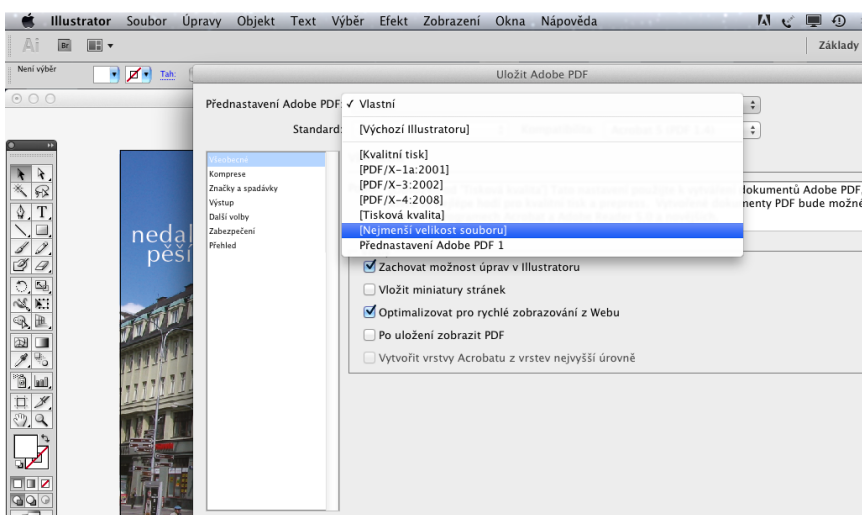 Illustrator Soubor Úpravy Objekt Text Výběr Efekt Zobrazení Okna Nápověda
Ai Br Základy
Není výběr Tah:
Uložit Adobe PDF
Přednastavení Adobe PDF: ✓ Vlastní
Standard: [Výchozí Illustratoru]
[Kvalitní tisk]
[PDF/X-1a:2001]
[PDF/X-3:2002]
[PDF/X-4:2008]
[Tisková kvalita]
[Nejmenší velikost souboru]
Přednastavení Adobe PDF 1
Všeobecné
Komprese
Značky a spadávky
Výstup
Další volby
Zabezpečení
Přehled
dokumentů Adobe PDF
menty PDF bude možné
Zachovat možnost úprav v Illustratoru
Vložit miniatury stránek
Optimalizovat pro rychlé zobrazování z Webu
Po uložení zobrazit PDF
Vytvořit vrstvy Acrobatu z vrstev nejvyšší úrovně
nedal
pěší